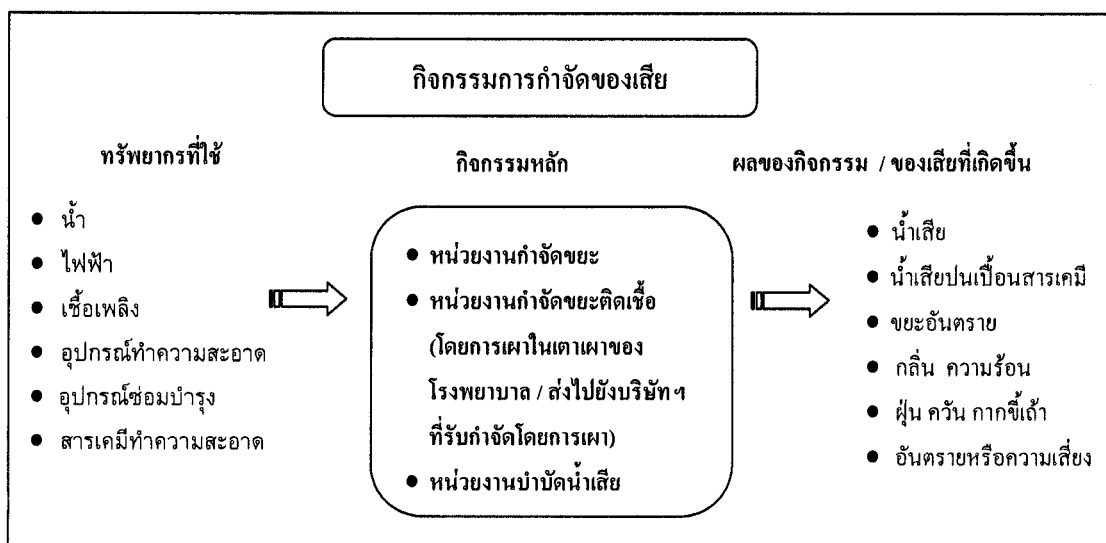 กิจกรรมการกำจัดของเสีย
ทรัพยากรที่ใช้
● น้ำ
● ไฟฟ้า
● เชื้อเพลิง
● อุปกรณ์ทำความสะอาด
● อุปกรณ์ซ่อมบำรุง
● สารเคมีทำความสะอาด
กิจกรรมหลัก
● หน่วยงานกำจัดขยะ
● หน่วยงานกำจัดขยะติดเชื้อ
(โดยการเผาในเตาเผาของ
โรงพยาบาล / ส่งไปยังบริษัทฯ
ที่รับกำจัดโดยการเผา)
● หน่วยงานบำบัดน้ำเสีย
ผลของกิจกรรม / ของเสียที่เกิดขึ้น
● น้ำเสีย
● น้ำเสียปนเปื้อนสารเคมี
● ขยะอันตราย
● กลิ่น ความร้อน
● ฝุ่น ควัน กากขี้เถ้า
● อันตรายหรือความเสี่ยง